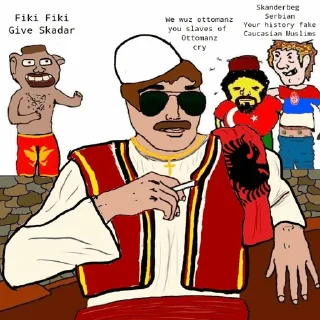 Fiki Fiki
Give Skadar
We wuz ottomanz
you slaves of
Ottomanz
cry
Skanderbeg
Serbian
Your history fake
Caucasian Muslims